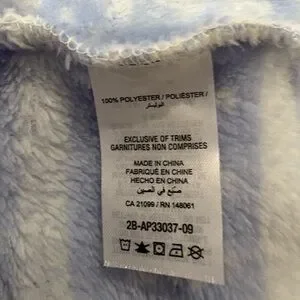 100% POLYESTER / POLIÉSTER /
البوليستر
EXCLUSIVE OF TRIMS
GARNITURES NON COMPRISES
MADE IN CHINA
FABRIQUÉ EN CHINE
HECHO EN CHINA
صنع في الصين
CA 21099 / RN 148061
2B-AP33037-09